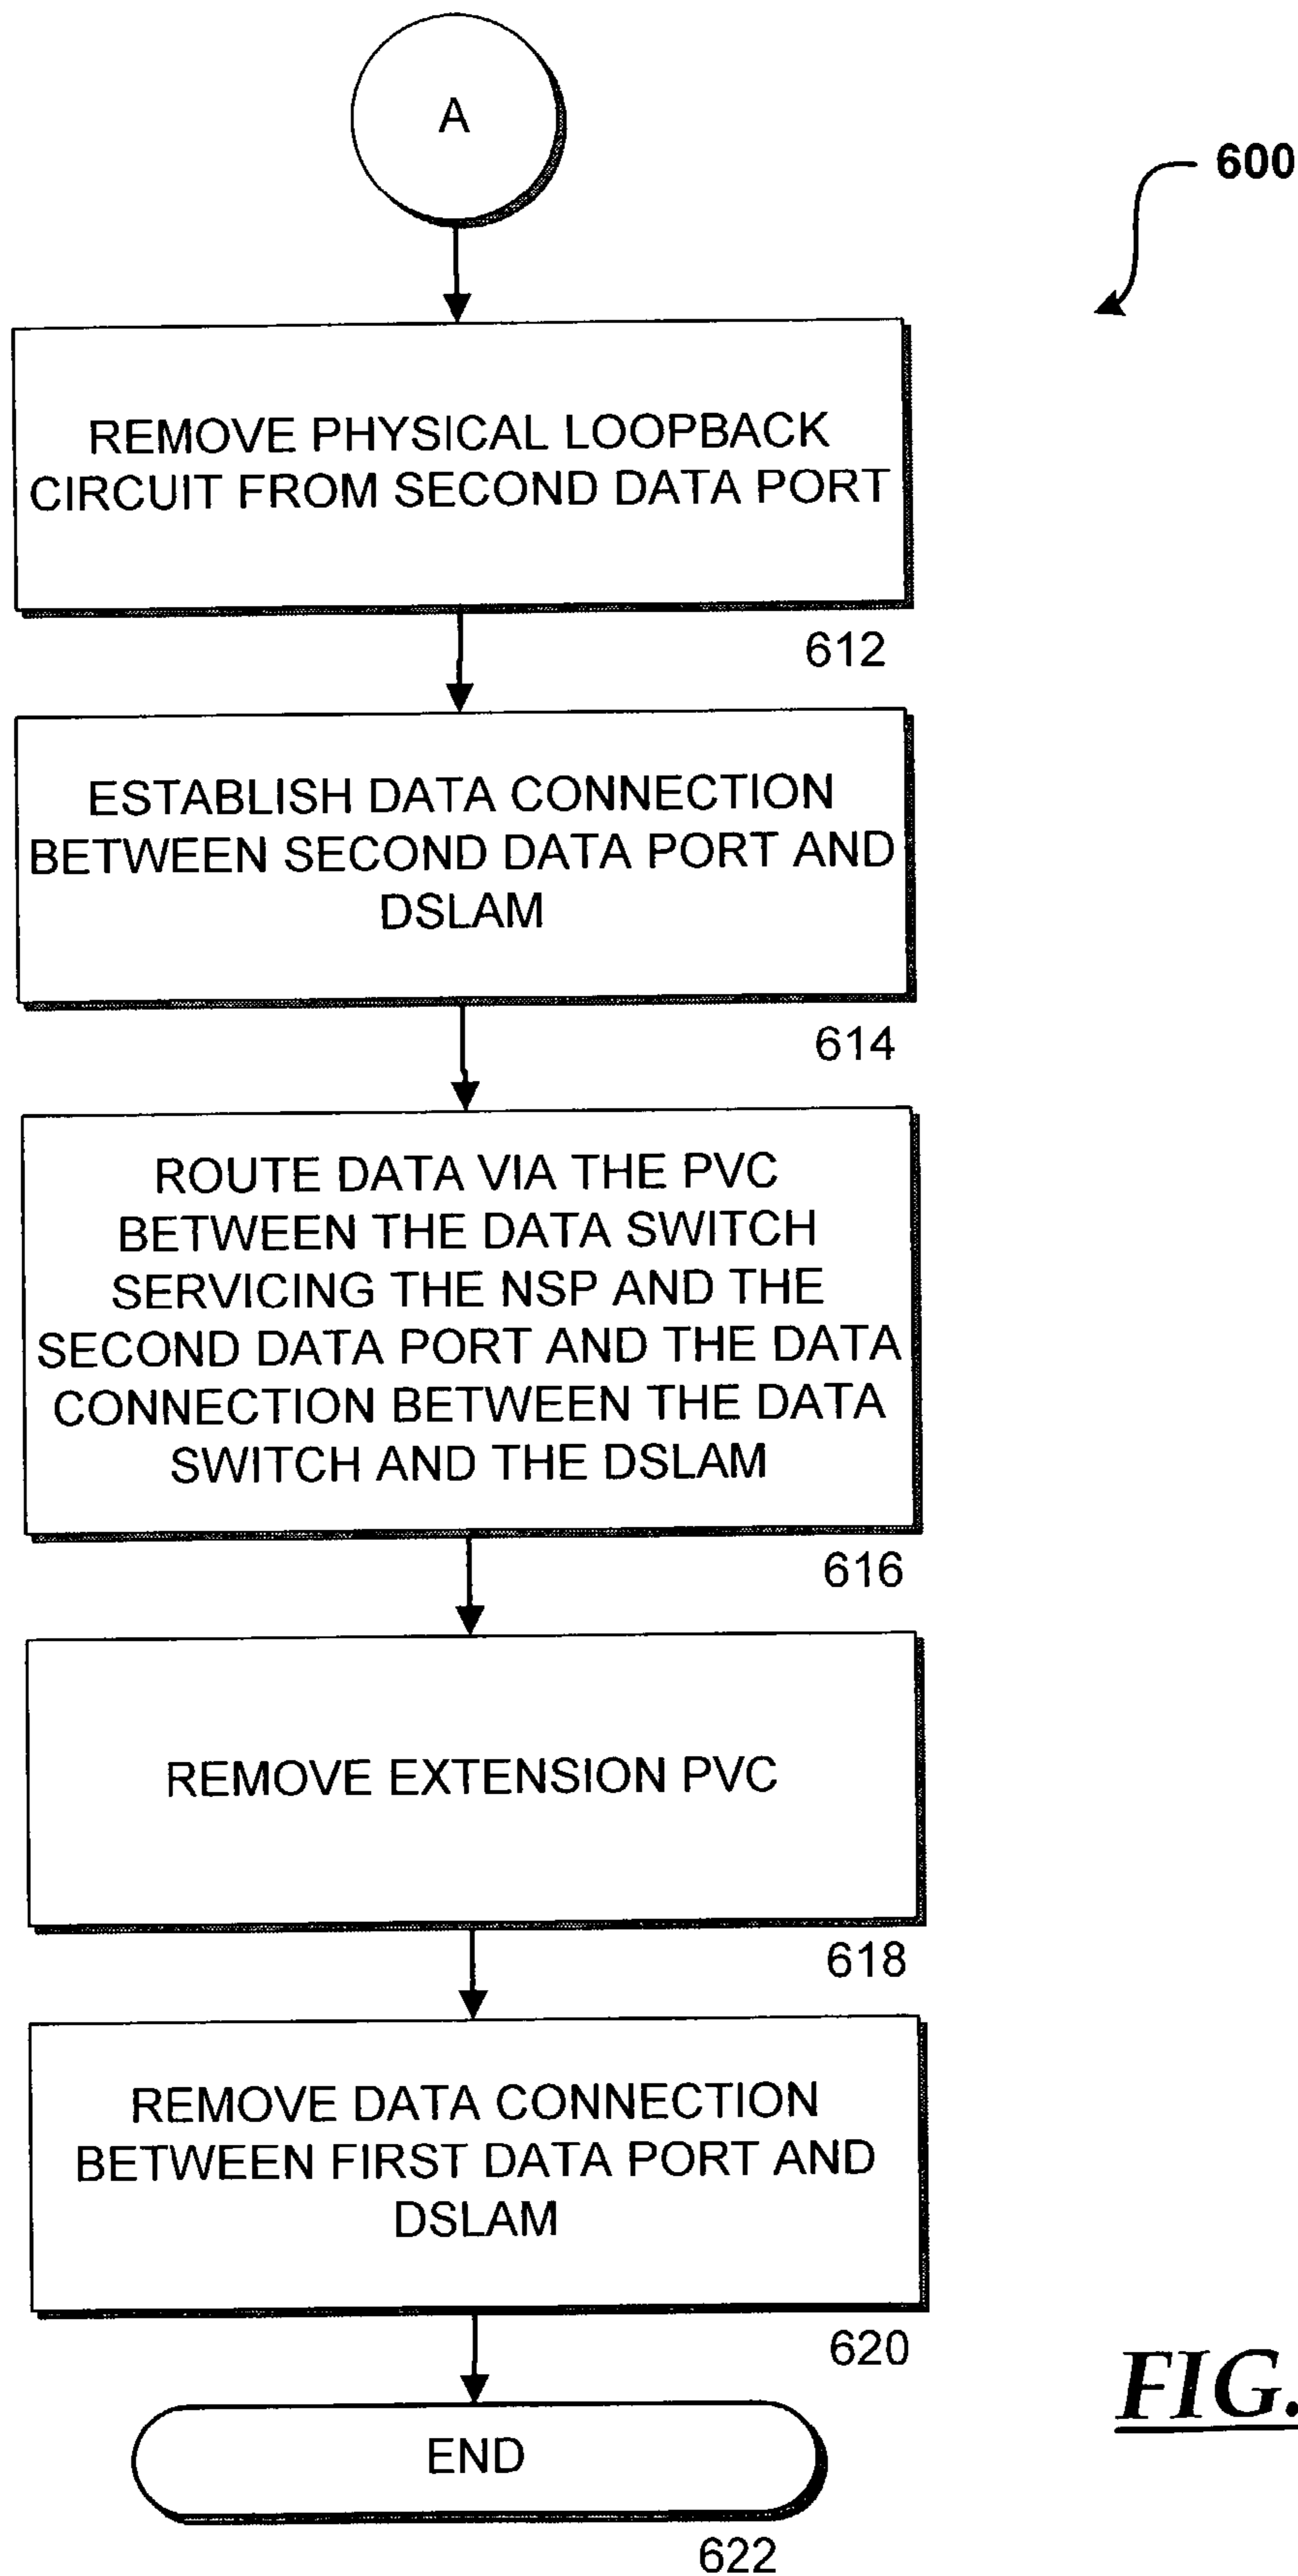 A
600
REMOVE PHYSICAL LOOPBACK
CIRCUIT FROM SECOND DATA PORT
612
ESTABLISH DATA CONNECTION
BETWEEN SECOND DATA PORT AND
DSLAM
614
ROUTE DATA VIA THE PVC
BETWEEN THE DATA SWITCH
SERVICING THE NSP AND THE
SECOND DATA PORT AND THE DATA
CONNECTION BETWEEN THE DATA
SWITCH AND THE DSLAM
616
REMOVE EXTENSION PVC
618
REMOVE DATA CONNECTION
BETWEEN FIRST DATA PORT AND
DSLAM
620
FIG.
END
622